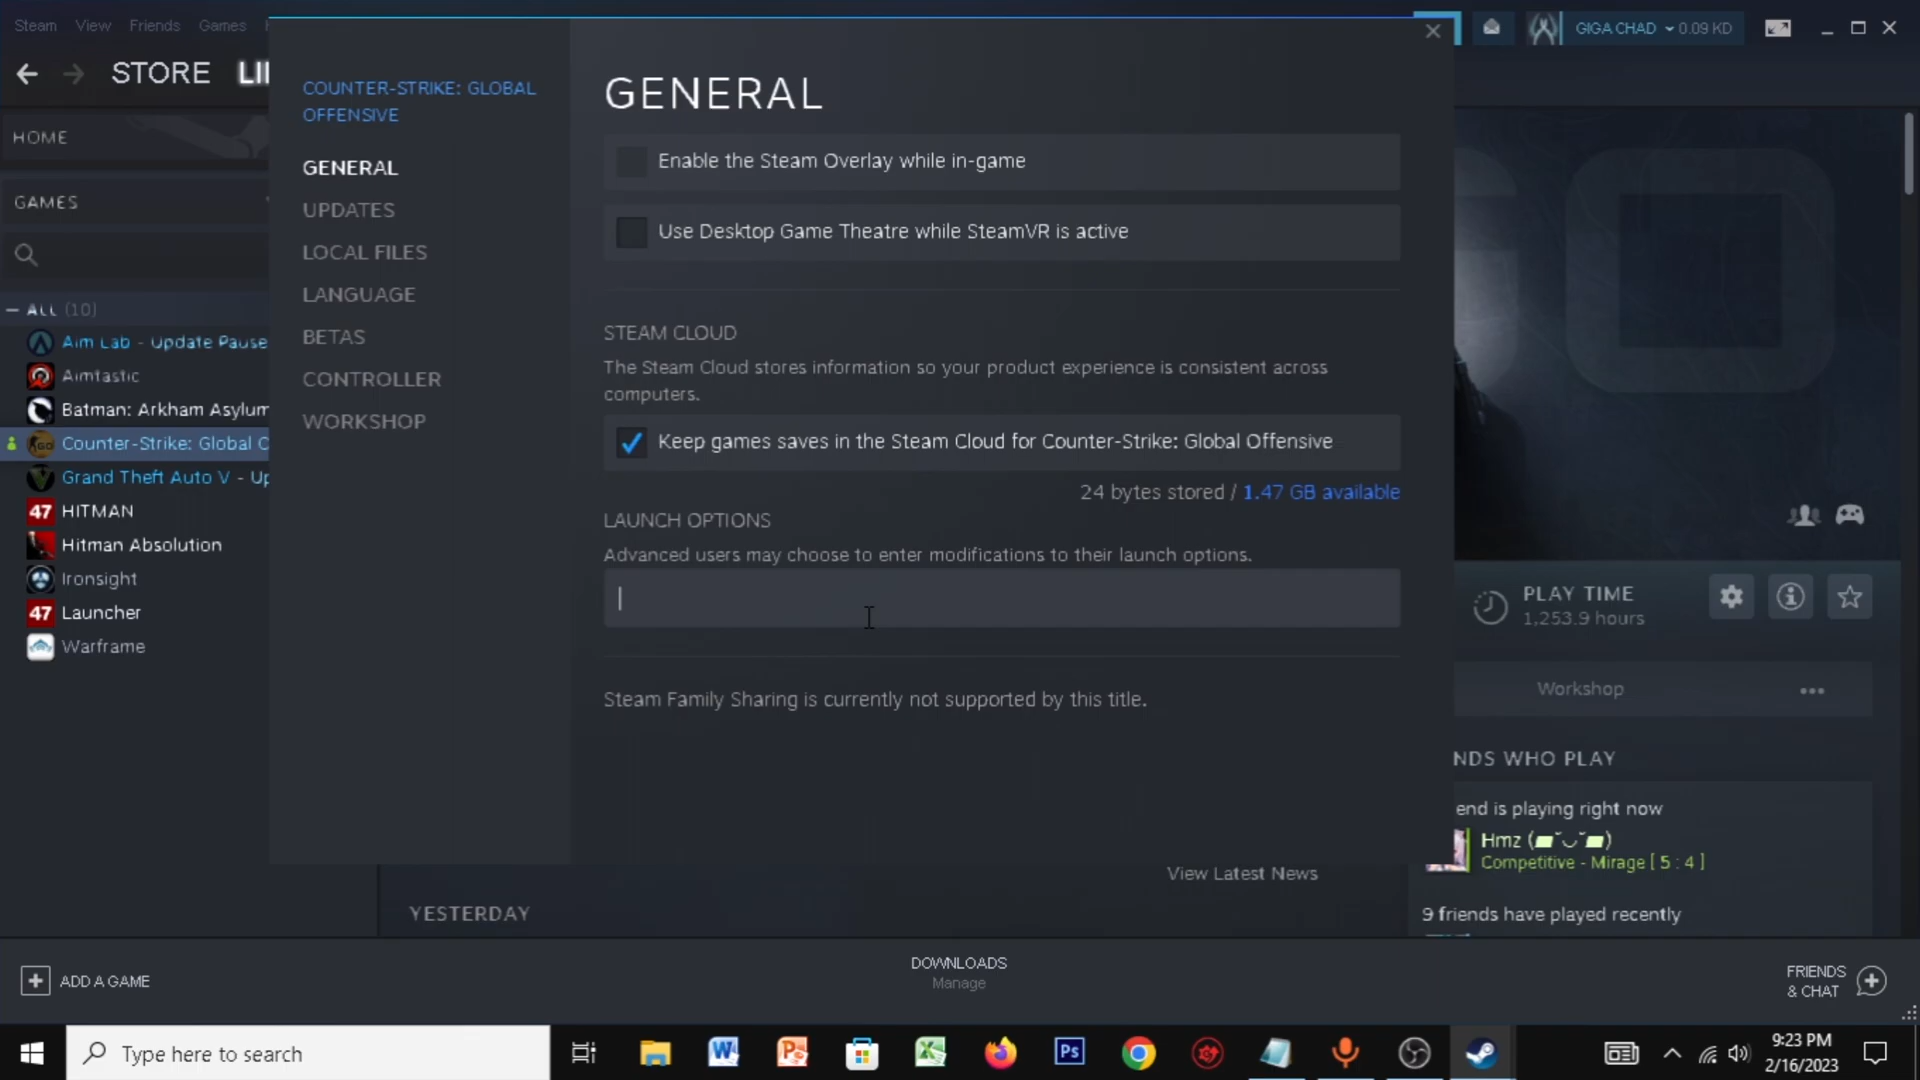 Steam View Friends Games
GIGA CHAD 0.09 KD
STORE
HOME
GAMES
ALL (10)
Aim Lab - Update Pause
Aimtastic
Batman: Arkham Asylum
Counter-Strike: Global O
Grand Theft Auto V - Up
47 HITMAN
Hitman Absolution
Ironsight
47 Launcher
Warframe
COUNTER-STRIKE: GLOBAL
OFFENSIVE
GENERAL
UPDATES
LOCAL FILES
LANGUAGE
BETAS
CONTROLLER
WORKSHOP
GENERAL
Enable the Steam Overlay while in-game
Use Desktop Game Theatre while SteamVR is active
STEAM CLOUD
The Steam Cloud stores information so your product experience is consistent across
computers.
Keep games saves in the Steam Cloud for Counter-Strike: Global Offensive
24 bytes stored / 1.47 GB available
LAUNCH OPTIONS
Advanced users may choose to enter modifications to their launch options.
Steam Family Sharing is currently not supported by this title.
PLAY TIME
1,253.9 hours
Workshop
NDS WHO PLAY
end is playing right now
Hmz
Competitive - Mirage [ 5 : 4 ]
9 friends have played recently
View Latest News
YESTERDAY
ADD A GAME
DOWNLOADS
Manage
FRIENDS
& CHAT
Type here to search
Ps
9:23 PM
2/16/2023